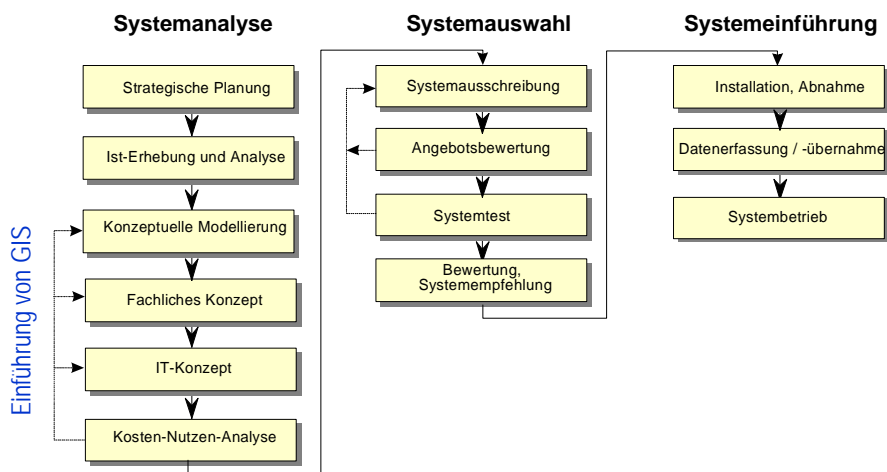 Systemanalyse
Strategische Planung
Ist-Erhebung und Analyse
Konzeptuelle Modellierung
Fachliches Konzept
IT-Konzept
Kosten-Nutzen-Analyse
Systemauswahl
Systemausschreibung
Angebotsbewertung
Systemtest
Bewertung,
Systemempfehlung
Systemeinführung
Installation, Abnahme
Datenerfassung / -übernahme
Systembetrieb
Einführung von GIS